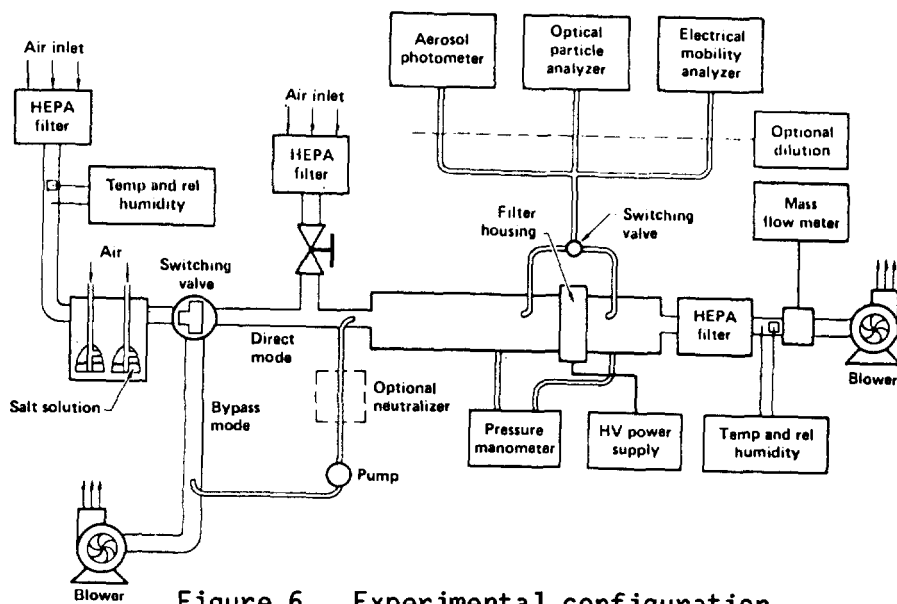 Air inlet
HEPA
filter
Temp and rel
humidity
Air
Switching
valve
Salt solution
Bypass
mode
Blower
Air inlet
HEPA
filter
Direct
mode
Optional
neutralizer
Pump
Aerosol
photometer
Optical
particle
analyzer
Electrical
mobility
analyzer
Optional
dilution
Mass
flow meter
Filter
housing
Switching
valve
HEPA
filter
Blower
Pressure
manometer
HV power
supply
Temp and rel
humidity
Figure 6. Experimental configuration